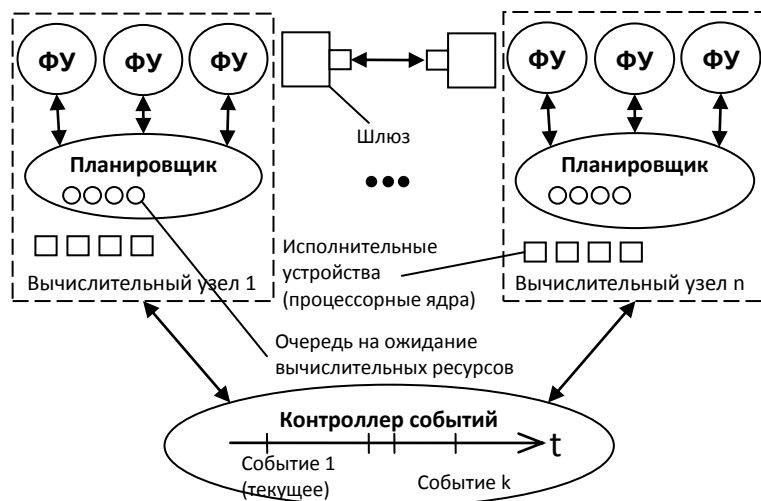 ФУ ФУ ФУ
ФУ ФУ ФУ
Шлюз
Планировщик
Планировщик
Исполнительные
устройства
(процессорные ядра)
Вычислительный узел 1
Вычислительный узел n
Очередь на ожидание
вычислительных ресурсов
Контроллер событий
t
Событие 1
(текущее)
Событие k